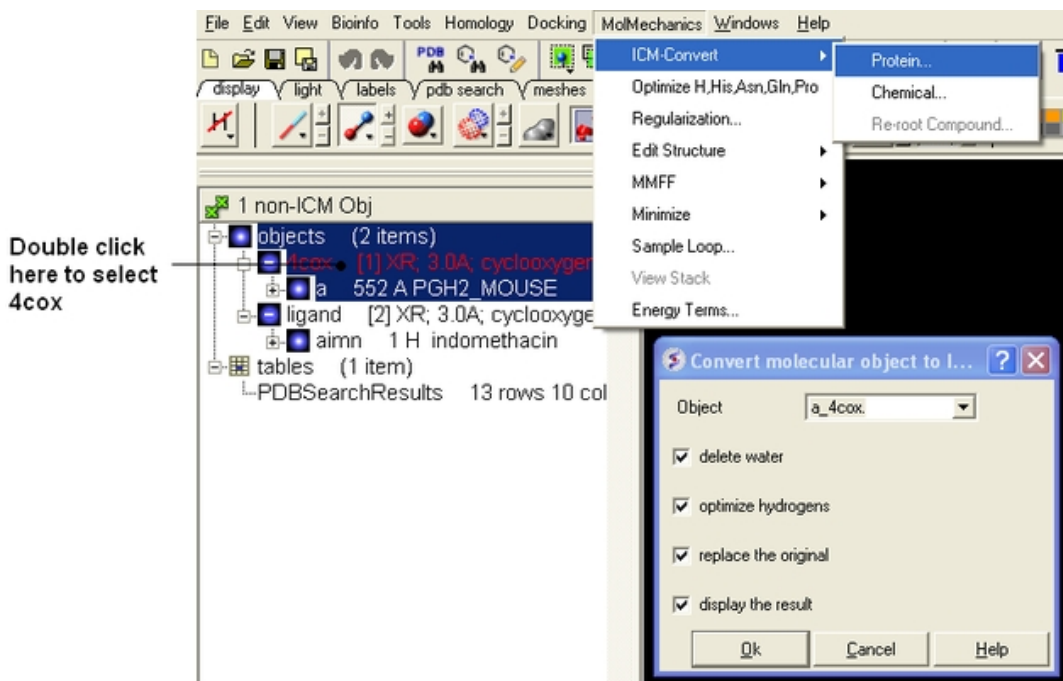 File Edit View Bioinfo Tools Homology Docking MolMechanics Windows Help
PDB
display light labels pdb search meshes
ICM-Convert
Optimize H,His,Asn,Gln,Pro
Regularization...
Edit Structure
MMFF
Minimize
Sample Loop...
View Stack
Energy Terms...
Protein...
Chemical...
Re-root Compound...
1 non-ICM Obj
objects (2 items)
4cox [1] XR; 3.0A; cyclooxygen
a 552 A PGH2_MOUSE
ligand [2] XR; 3.0A; cyclooxyge
aimn 1 H indomethacin
tables (1 item)
PDBSearchResults 13 rows 10 col
Double click
here to select
4cox
Convert molecular object to I...
Object a_4cox.
delete water
optimize hydrogens
replace the original
display the result
Ok Cancel Help